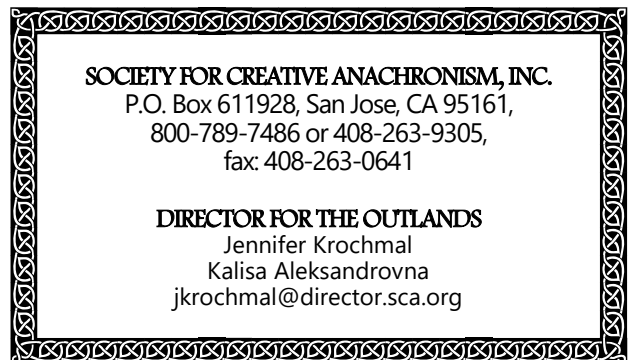 SOCIETY FOR CREATIVE ANACHRONISM, INC.
P.O. Box 611928, San Jose, CA 95161,
800-789-7486 or 408-263-9305,
fax: 408-263-0641
DIRECTOR FOR THE OUTLANDS
Jennifer Krochmal
Kalisa Aleksandrovna
jkrochmal@director.sca.org